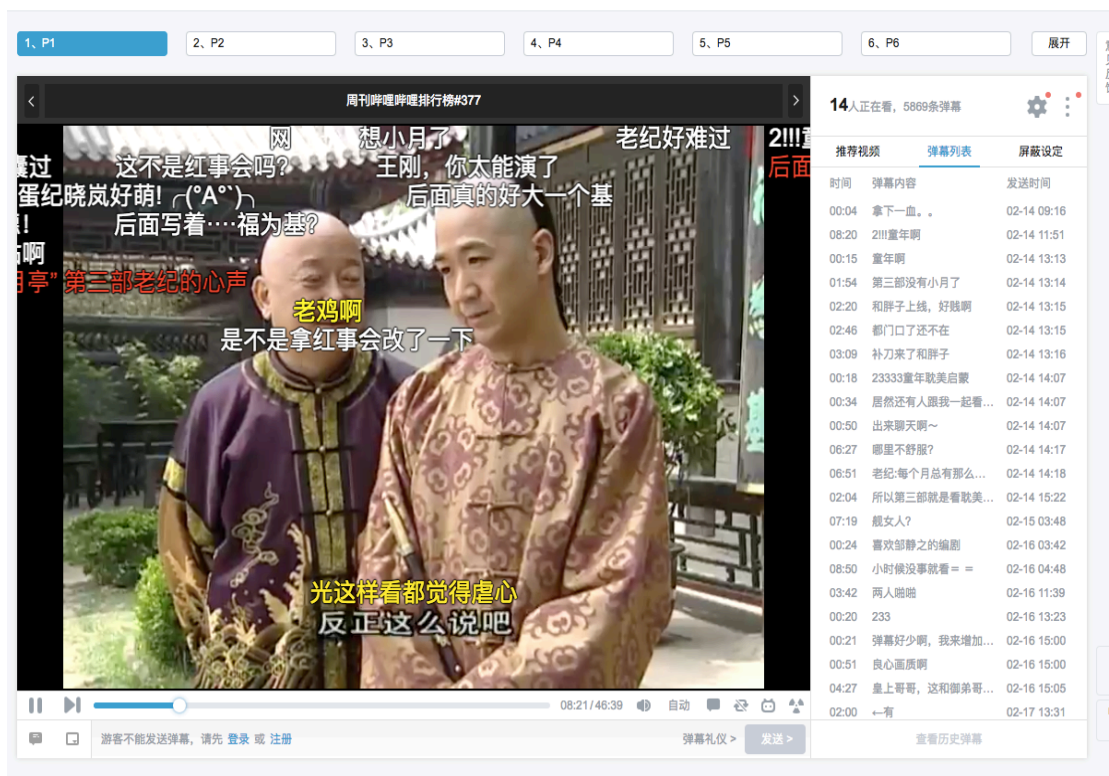 1、P1
2、P2
3、P3
4、P4
5、P5
6、P6
展开
周刊哔哩哔哩排行榜#377
14人正在看，5869条弹幕
推荐视频
弹幕列表
屏蔽设定
时间 弹幕内容 发送时间
00:04 拿下一血。。 02-14 09:16
08:20 2!!!童年啊 02-14 11:51
00:15 童年啊 02-14 13:13
01:54 第三部没有小月了 02-14 13:14
02:20 和胖子上线，好贱啊 02-14 13:15
02:46 都门口了还不在 02-14 13:15
03:09 补刀来了和胖子 02-14 13:16
00:18 23333童年耽美启蒙 02-14 14:07
00:34 居然还有人跟我一起看... 02-14 14:07
00:50 出来聊天啊～ 02-14 14:07
06:27 哪里不舒服? 02-14 14:17
06:51 老纪:每个月总有那么... 02-14 14:18
02:04 所以第三部就是看耽美... 02-14 15:22
07:19 靓女人? 02-15 03:48
00:24 喜欢邹静之的编剧 02-16 03:42
08:50 小时候没事就看= = 02-16 04:48
03:42 两人啪啪 02-16 11:39
00:20 233 02-16 13:23
00:21 弹幕好少啊，我来增加... 02-16 15:00
00:51 良心画质啊 02-16 15:00
04:27 皇上哥哥，这和御弟哥... 02-16 15:05
02:00 ←有 02-17 13:31
查看历史弹幕
网
想小月了
老纪好难过
2!!!童
囊过
这不是红事会吗?
王刚，你太能演了
后面
蛋纪晓岚好萌!╭(°A°`)╮
后面真的好大一个基
!
后面写着····福为基?
啊
亭” 第三部老纪的心声
老鸡啊
是不是拿红事会改了一下
光这样看都觉得虐心
反正这么说吧
08:21/46:39
自动
游客不能发送弹幕，请先 登录 或 注册
弹幕礼仪 >
发送 >